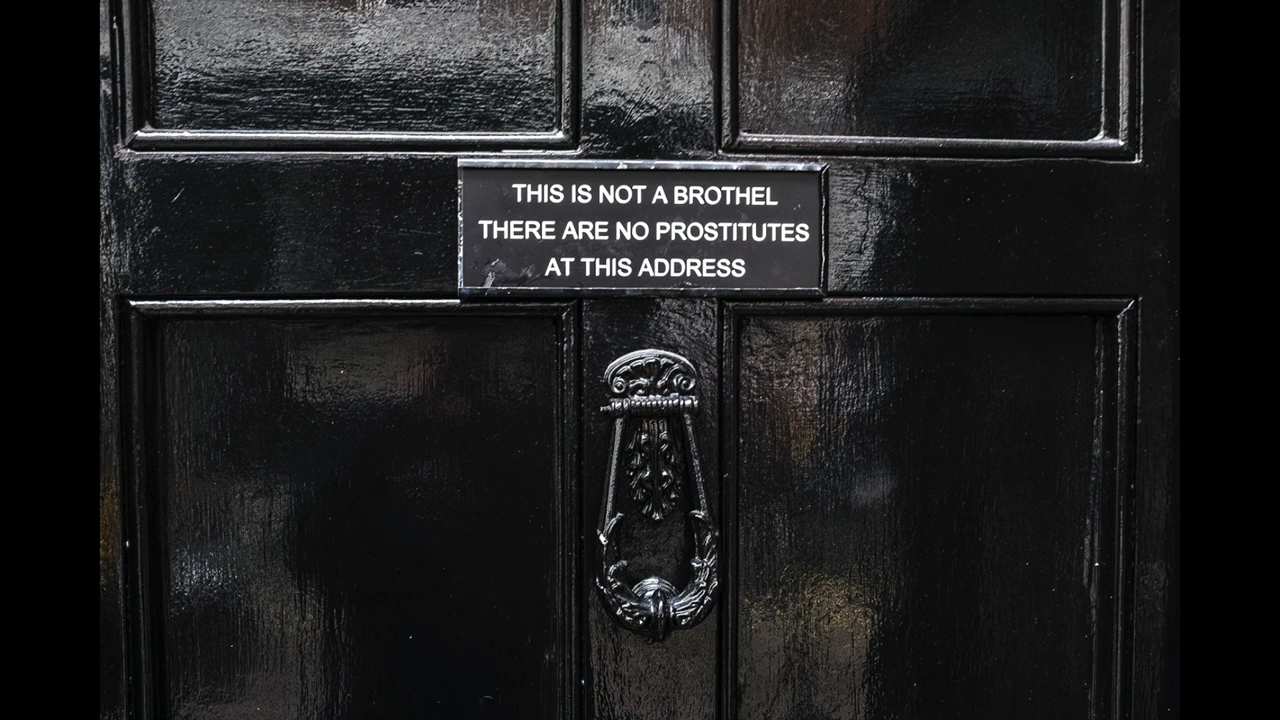 THIS IS NOT A BROTHEL
THERE ARE NO PROSTITUTES
AT THIS ADDRESS